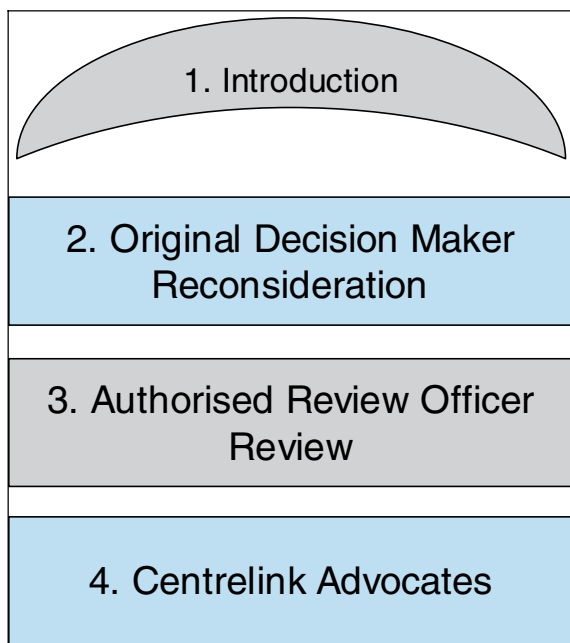 1. Introduction
2. Original Decision Maker
Reconsideration
3. Authorised Review Officer
Review
4. Centrelink Advocates